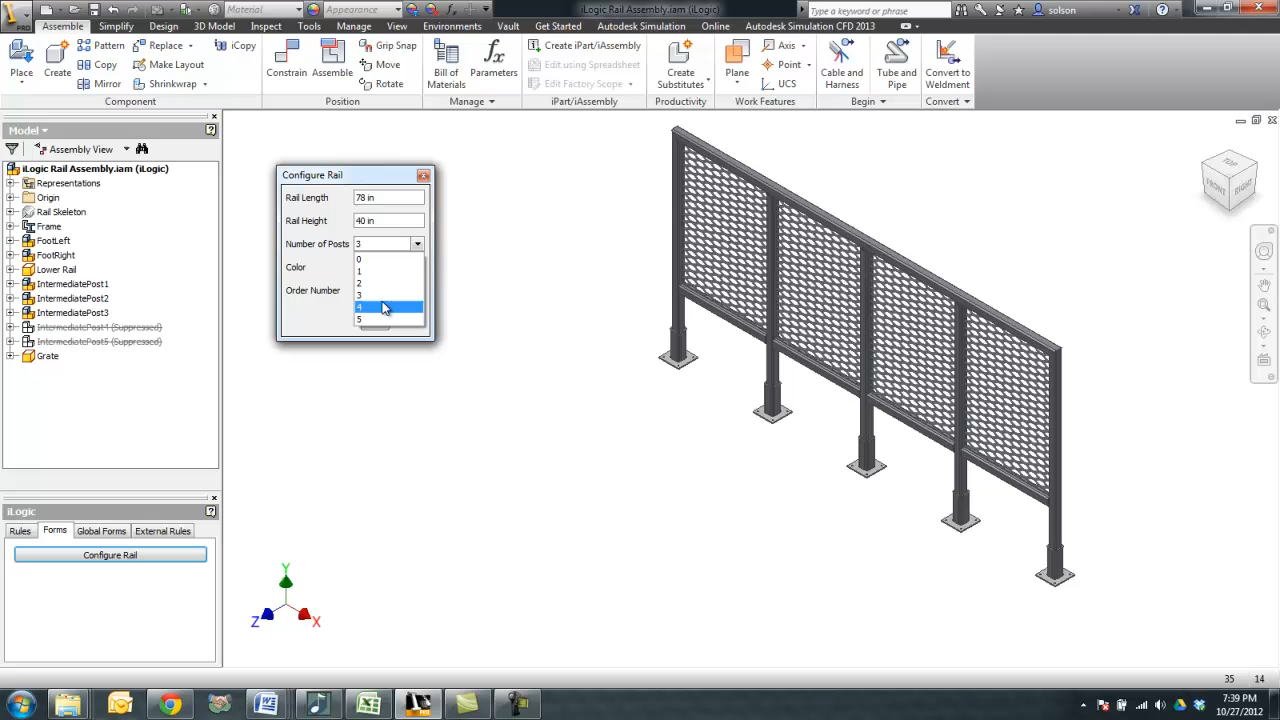 Material
Appearance
iLogic Rail Assembly.iam (iLogic)
Type a keyword or phrase
solson
PRO
Assemble Simplify Design 3D Model Inspect Tools Manage View Environments Vault Get Started Autodesk Simulation Online Autodesk Simulation CFD 2013
Place Create Pattern Replace iCopy
Copy Make Layout
Mirror Shrinkwrap
Component
Constrain Assemble Grip Snap
Move
Rotate
Position
Bill of Materials Parameters
Manage
Create iPart/iAssembly
Edit using Spreadsheet
Edit Factory Scope
iPart/iAssembly
Create Substitutes
Productivity
Plane Axis
Point
UCS
Work Features
Cable and Harness Tube and Pipe
Begin
Convert to Weldment
Convert
Model
Assembly View
iLogic Rail Assembly.iam (iLogic)
Representations
Origin
Rail Skeleton
Frame
FootLeft
FootRight
Lower Rail
IntermediatePost1
IntermediatePost2
IntermediatePost3
IntermediatePost4 (Suppressed)
IntermediatePost5 (Suppressed)
Grate
Configure Rail
Rail Length 78 in
Rail Height 40 in
Number of Posts 3
Color
Order Number
0
1
2
3
4
5
TOP
FRONT
RIGHT
iLogic
Rules Forms Global Forms External Rules
Configure Rail
Y
Z
X
35 14
7:39 PM
10/27/2012